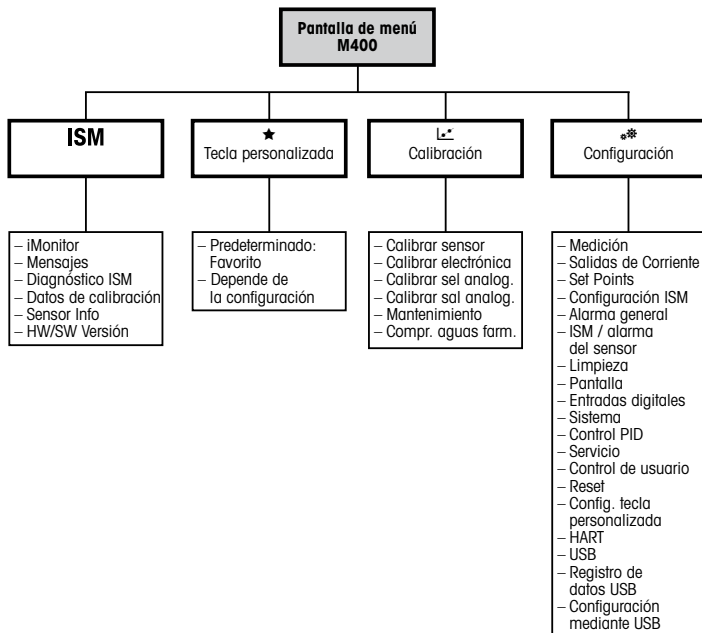 Pantalla de menú
M400
ISM
Tecla personalizada
Calibración
Configuración
– iMonitor
– Mensajes
– Diagnóstico ISM
– Datos de calibración
– Sensor Info
– HW/SW Versión
– Predeterminado:
Favorito
– Depende de
la configuración
– Calibrar sensor
– Calibrar electrónica
– Calibrar sel analog.
– Calibrar sal analog.
– Mantenimiento
– Compr. aguas farm.
– Medición
– Salidas de Corriente
– Set Points
– Configuración ISM
– Alarma general
– ISM / alarma
del sensor
– Limpieza
– Pantalla
– Entradas digitales
– Sistema
– Control PID
– Servicio
– Control de usuario
– Reset
– Config. tecla
personalizada
– HART
– USB
– Registro de
datos USB
– Configuración
mediante USB